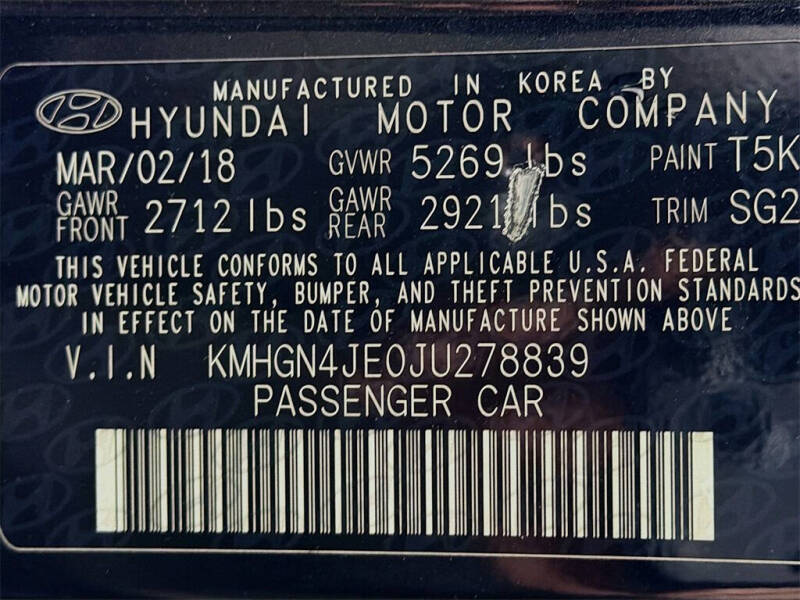 MANUFACTURED IN KOREA BY
HYUNDAI MOTOR COMPANY
MAR/02/18 GVWR 5269 lbs PAINT T5K
GAWR FRONT 2712 lbs GAWR REAR 2921 lbs TRIM SG2
THIS VEHICLE CONFORMS TO ALL APPLICABLE U.S.A. FEDERAL
MOTOR VEHICLE SAFETY, BUMPER, AND THEFT PREVENTION STANDARDS
IN EFFECT ON THE DATE OF MANUFACTURE SHOWN ABOVE
V.I.N KMHGN4JE0JU278839
PASSENGER CAR